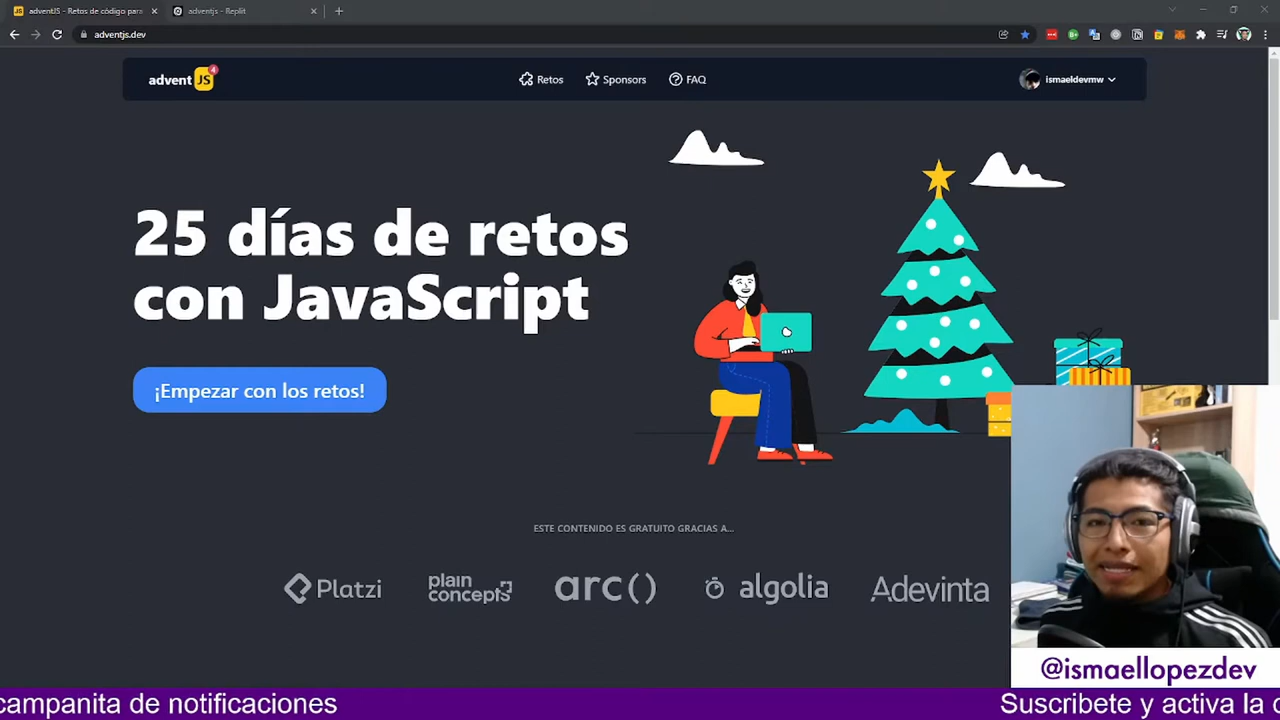 adventJS - Retos de código para
adventjs - Replit
adventjs.dev
advent JS 4
Retos
Sponsors
FAQ
ismaeldevmw
25 días de retos
con JavaScript
¡Empezar con los retos!
ESTE CONTENIDO ES GRATUITO GRACIAS A...
Platzi
plain
concepts
arc()
algolia
Adevinta
@ismaellopezdev
campanita de notificaciones
Suscribete y activa la c